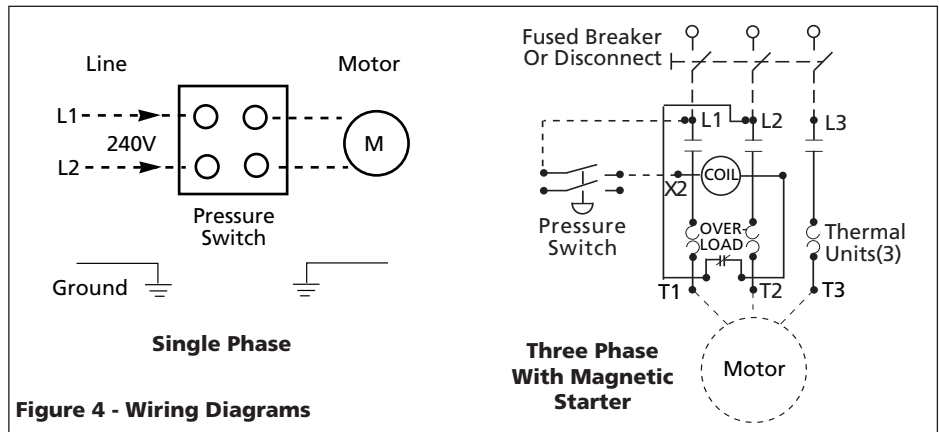 Line
Motor
L1
240V
L2
M
Pressure
Switch
Ground
Single Phase
Figure 4 - Wiring Diagrams
Fused Breaker
Or Disconnect
L1
L2
L3
X2
COIL
Pressure
Switch
OVER-
LOAD
Thermal
Units(3)
T1
T2
T3
Three Phase
With Magnetic
Starter
Motor